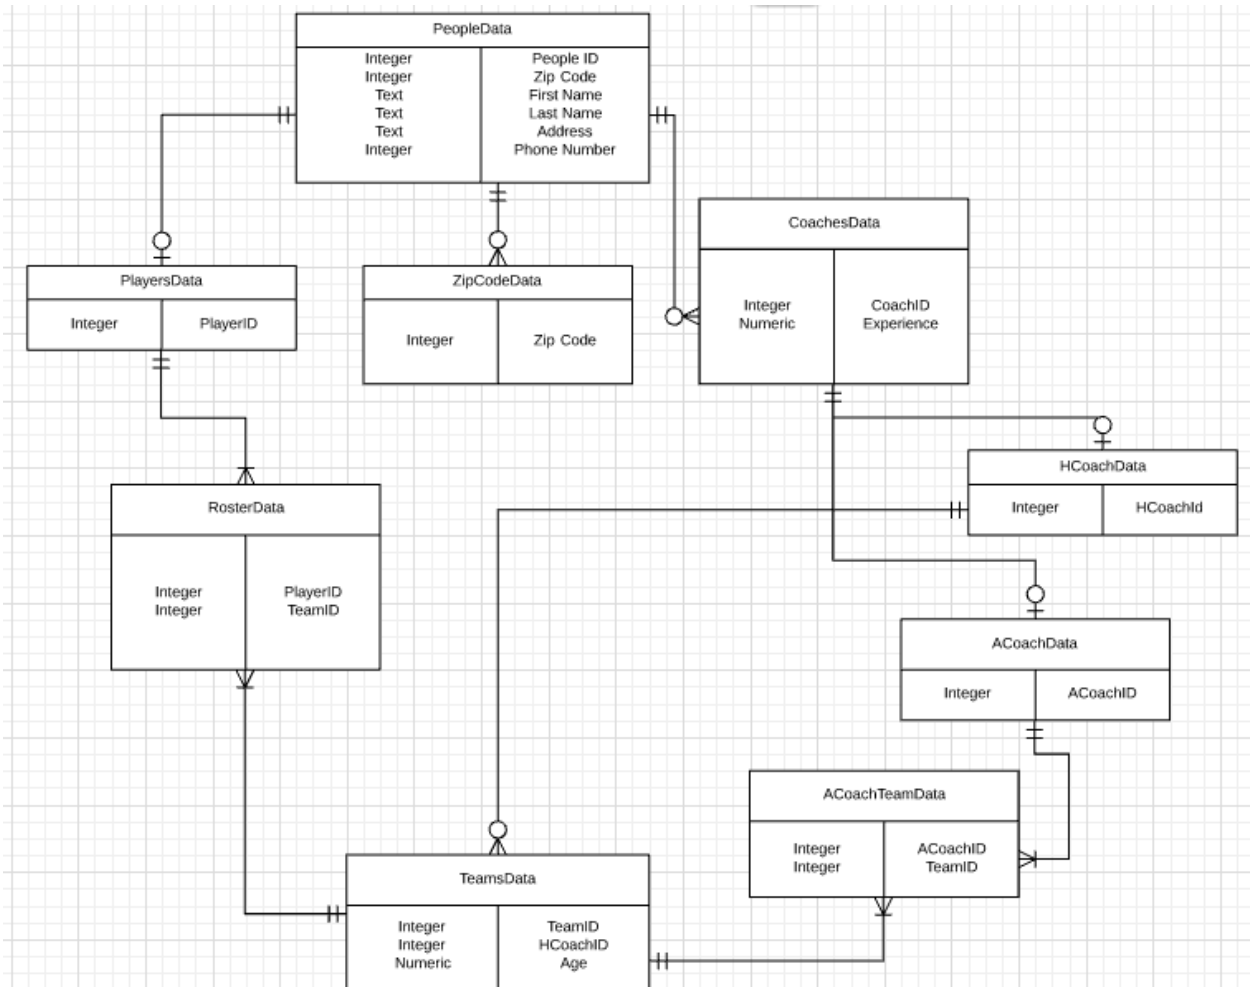 PeopleData
Integer People ID
Integer Zip Code
Text First Name
Text Last Name
Text Address
Integer Phone Number
CoachesData
Integer CoachID
Numeric Experience
PlayersData
Integer PlayerID
ZipCodeData
Integer Zip Code
HCoachData
Integer HCoachId
RosterData
Integer PlayerID
Integer TeamID
ACoachData
Integer ACoachID
ACoachTeamData
Integer ACoachID
Integer TeamID
TeamsData
Integer TeamID
Integer HCoachID
Numeric Age